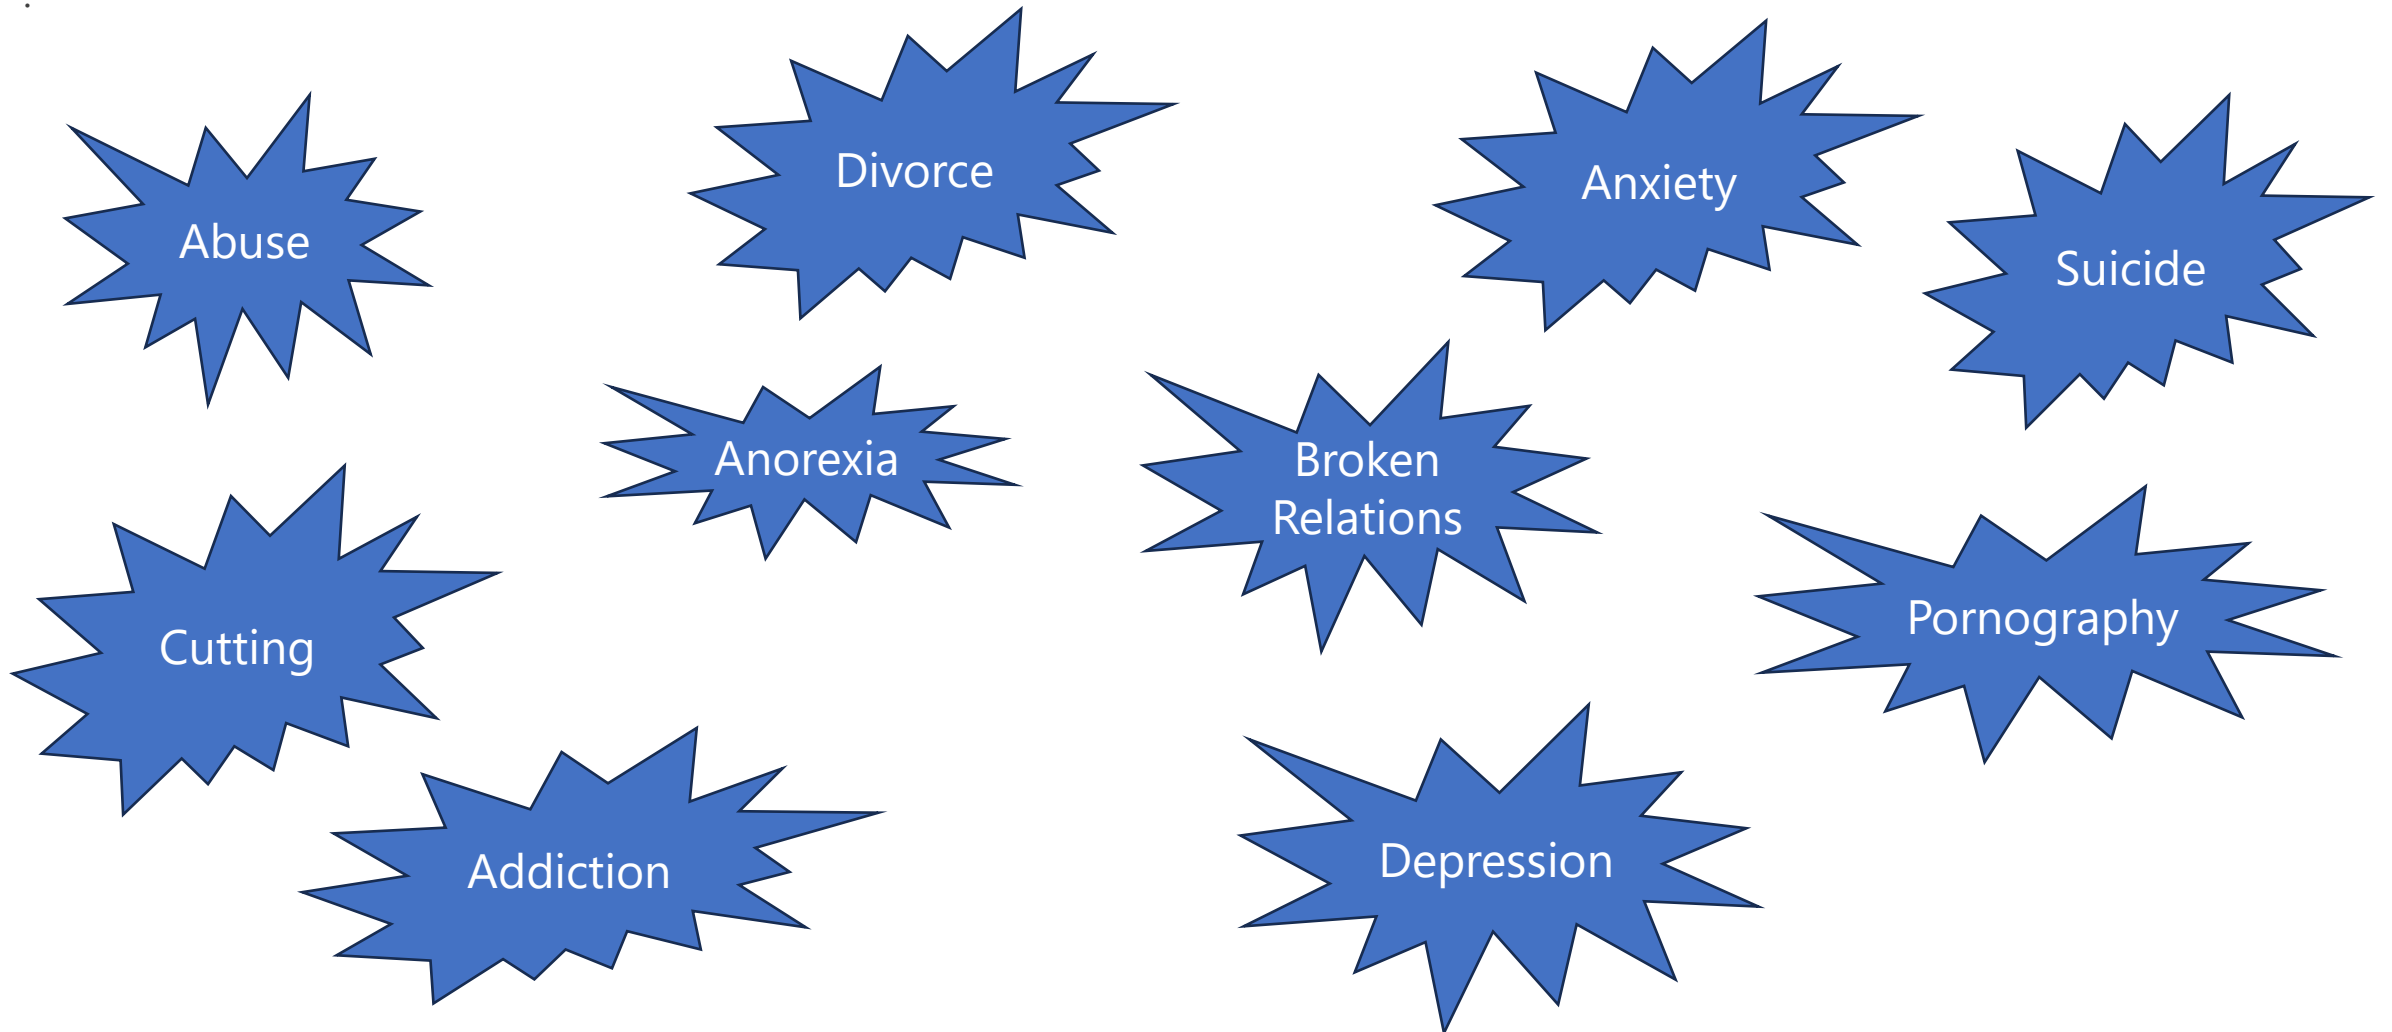 Divorce
Anxiety
Abuse
Suicide
Anorexia
Broken
Relations
Cutting
Pornography
Addiction
Depression